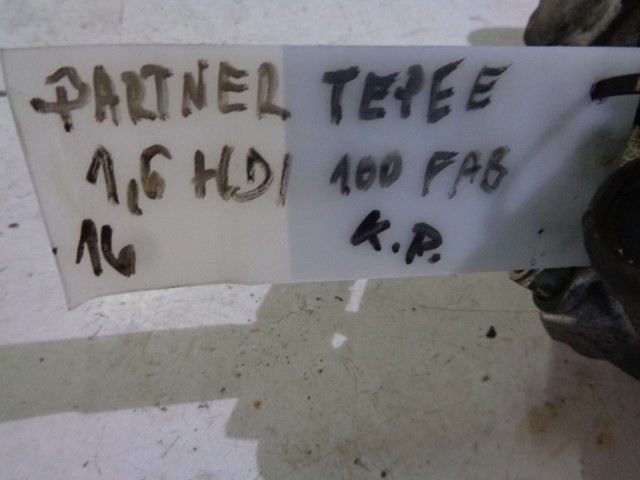 PARTNER TEPEE
1,6 HDI 100 FAB
16 K.P.